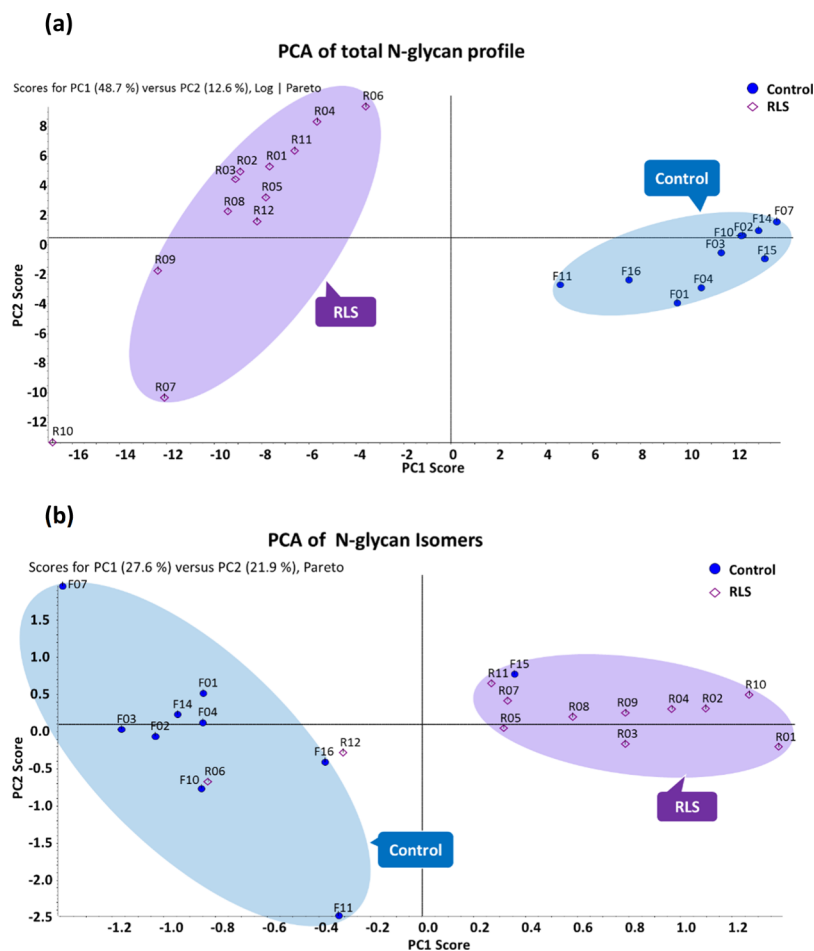 (a)
PCA of total N-glycan profile
Scores for PC1 (48.7 %) versus PC2 (12.6 %), Log | Pareto
Control
RLS
R06
R04
R11
R01
R02
R03
R05
R08
R12
R09
RLS
R07
R10
Control
F07
F14
F02
F10
F03
F15
F16
F11
F04
F01
PC2 Score
8
6
4
2
0
-2
-4
-6
-8
-10
-12
-16 -14 -12 -10 -8 -6 -4 -2 0 2 4 6 8 10 12
PC1 Score
(b)
PCA of N-glycan Isomers
Scores for PC1 (27.6 %) versus PC2 (21.9 %), Pareto
Control
RLS
F07
F01
F14
F04
F03
F02
F10
R06
F16
R12
F11
Control
R11
F15
R07
R05
R08
R09
R03
R04
R02
R10
R01
RLS
PC2 Score
1.5
1.0
0.5
0.0
-0.5
-1.0
-1.5
-2.0
-2.5
-1.2 -1.0 -0.8 -0.6 -0.4 -0.2 0.0 0.2 0.4 0.6 0.8 1.0 1.2
PC1 Score